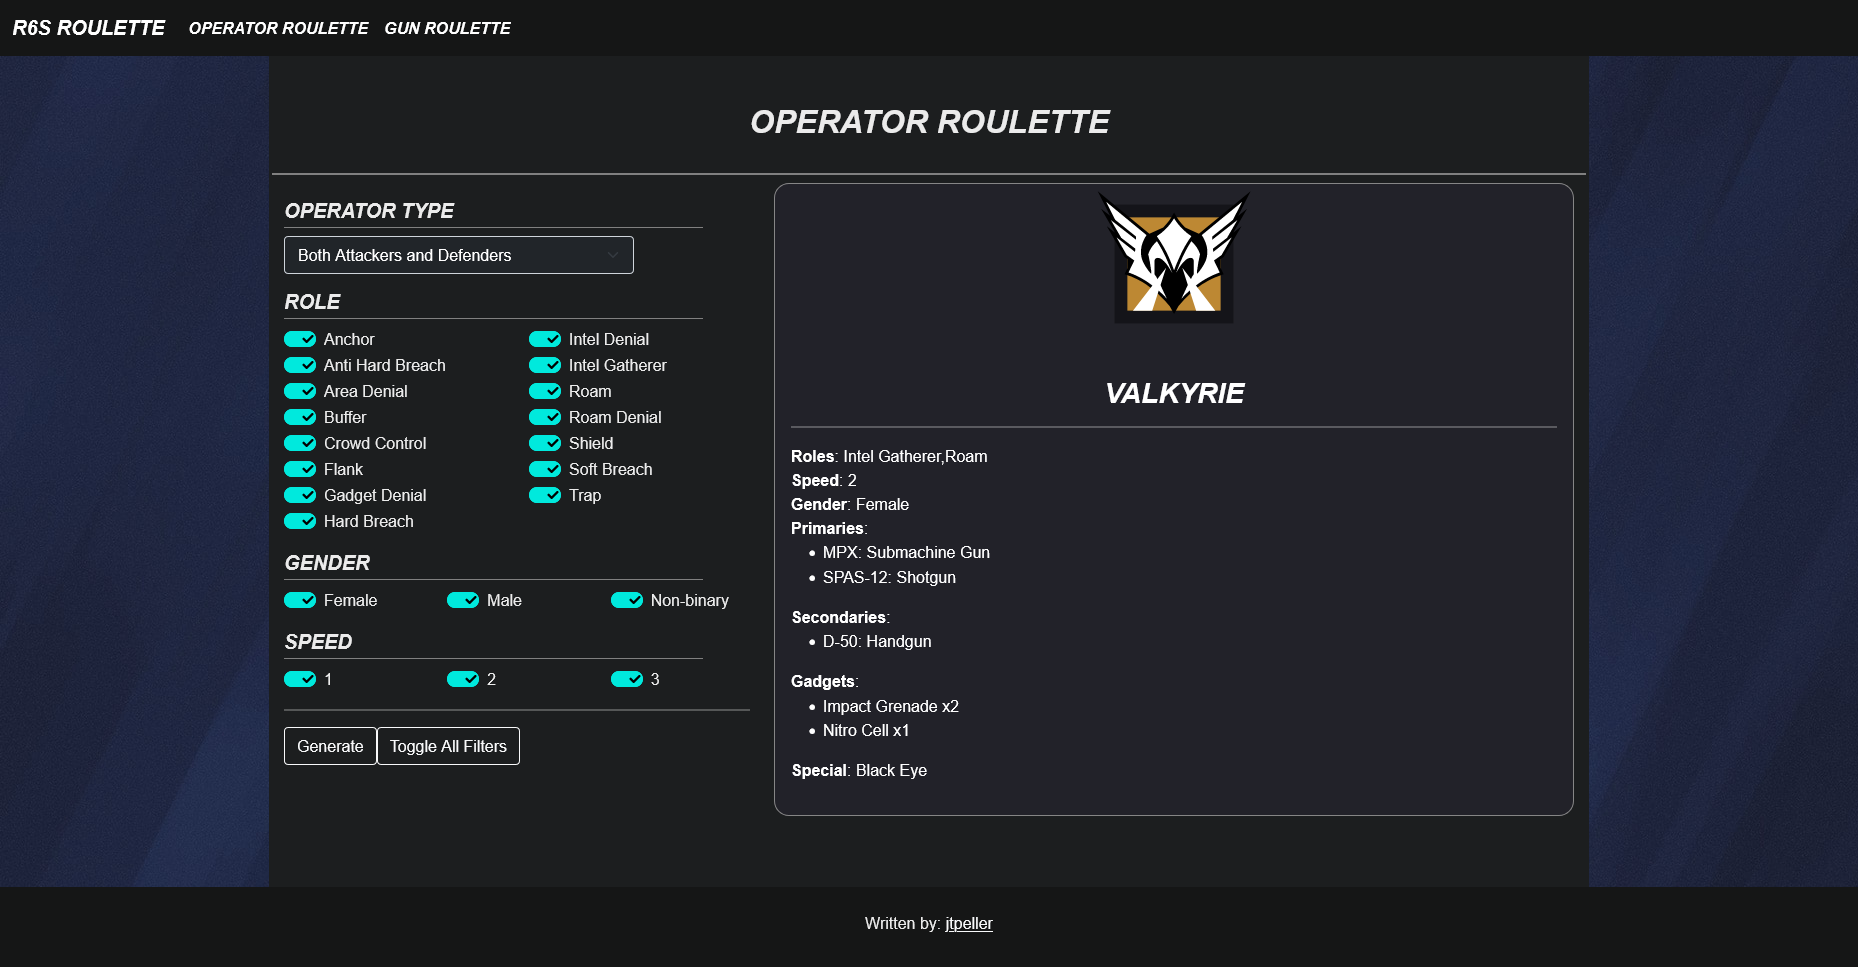 R6S ROULETTE OPERATOR ROULETTE GUN ROULETTE
OPERATOR ROULETTE
OPERATOR TYPE
Both Attackers and Defenders
ROLE
Anchor
Anti Hard Breach
Area Denial
Buffer
Crowd Control
Flank
Gadget Denial
Hard Breach
Intel Denial
Intel Gatherer
Roam
Roam Denial
Shield
Soft Breach
Trap
GENDER
Female Male Non-binary
SPEED
1 2 3
Generate Toggle All Filters
VALKYRIE
Roles: Intel Gatherer,Roam
Speed: 2
Gender: Female
Primaries:
• MPX: Submachine Gun
• SPAS-12: Shotgun
Secondaries:
• D-50: Handgun
Gadgets:
• Impact Grenade x2
• Nitro Cell x1
Special: Black Eye
Written by: jtpeller